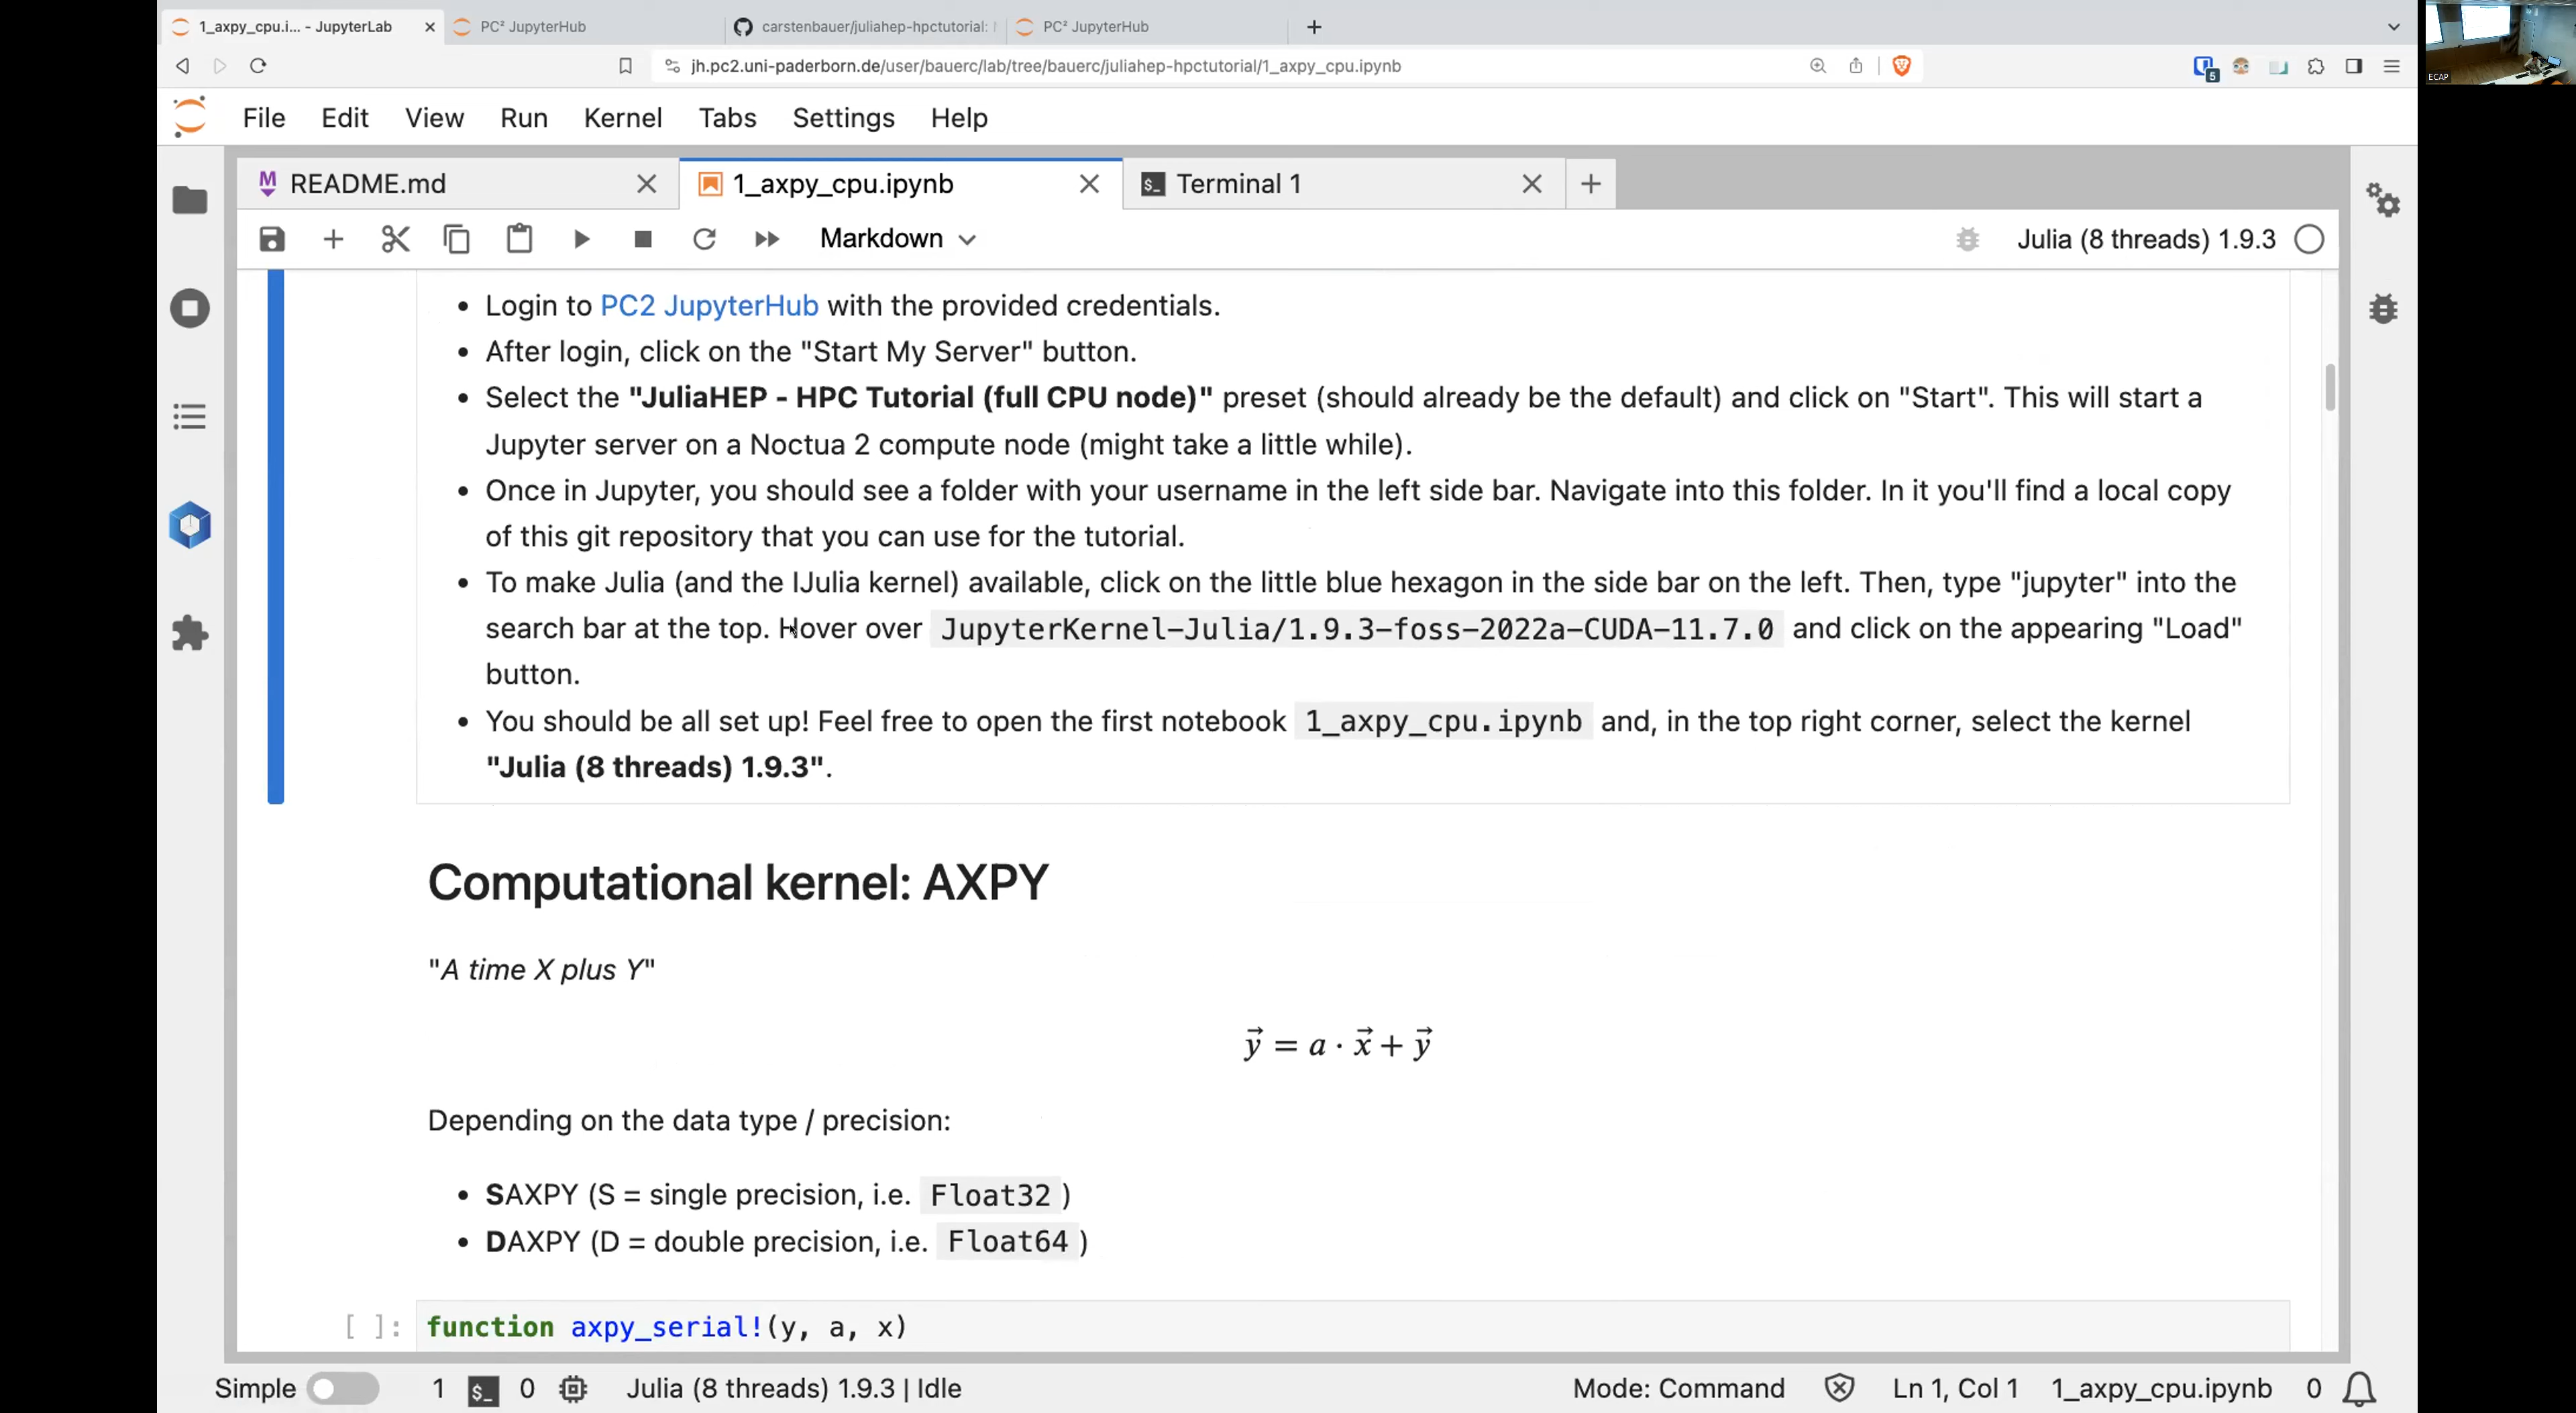 1_axpy_cpu.i... - JupyterLab
PC² JupyterHub
carstenbauer/juliahep-hpctutorial:
PC² JupyterHub
jh.pc2.uni-paderborn.de/user/bauerc/lab/tree/bauerc/juliahep-hpctutorial/1_axpy_cpu.ipynb
5
ECAP
File Edit View Run Kernel Tabs Settings Help
README.md
1_axpy_cpu.ipynb
Terminal 1
Markdown
Julia (8 threads) 1.9.3
• Login to PC2 JupyterHub with the provided credentials.
• After login, click on the "Start My Server" button.
• Select the "JuliaHEP - HPC Tutorial (full CPU node)" preset (should already be the default) and click on "Start". This will start a
Jupyter server on a Noctua 2 compute node (might take a little while).
• Once in Jupyter, you should see a folder with your username in the left side bar. Navigate into this folder. In it you'll find a local copy
of this git repository that you can use for the tutorial.
• To make Julia (and the IJulia kernel) available, click on the little blue hexagon in the side bar on the left. Then, type "jupyter" into the
search bar at the top. Hover over JupyterKernel-Julia/1.9.3-foss-2022a-CUDA-11.7.0 and click on the appearing "Load"
button.
• You should be all set up! Feel free to open the first notebook 1_axpy_cpu.ipynb and, in the top right corner, select the kernel
"Julia (8 threads) 1.9.3".
Computational kernel: AXPY
"A time X plus Y"
y⃗ = a · x⃗ + y⃗
Depending on the data type / precision:
• SAXPY (S = single precision, i.e. Float32 )
• DAXPY (D = double precision, i.e. Float64 )
[ ]: function axpy_serial!(y, a, x)
Simple 1 $_ 0 Julia (8 threads) 1.9.3 | Idle Mode: Command Ln 1, Col 1 1_axpy_cpu.ipynb 0